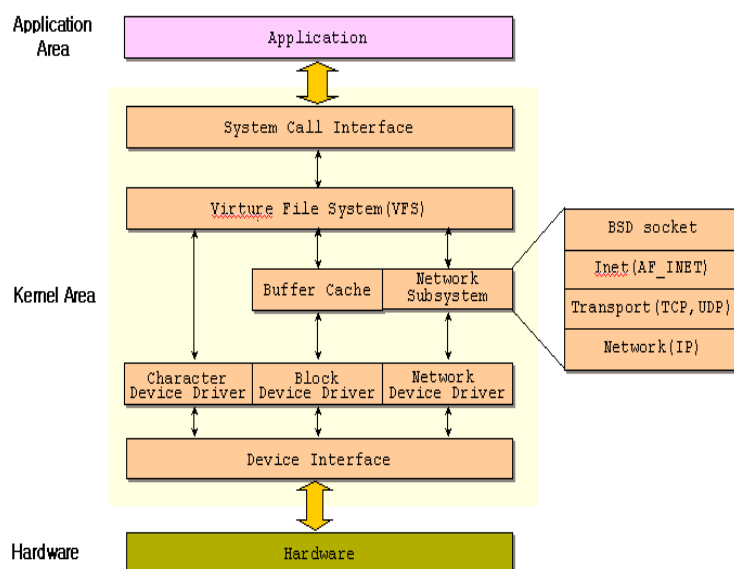 Application
Area
Application
System Call Interface
Virture File System(VFS)
Kernel Area
Buffer Cache
Network
Subsystem
BSD socket
Inet(AF_INET)
Transport(TCP,UDP)
Network(IP)
Character
Device Driver
Block
Device Driver
Network
Device Driver
Device Interface
Hardware
Hardware